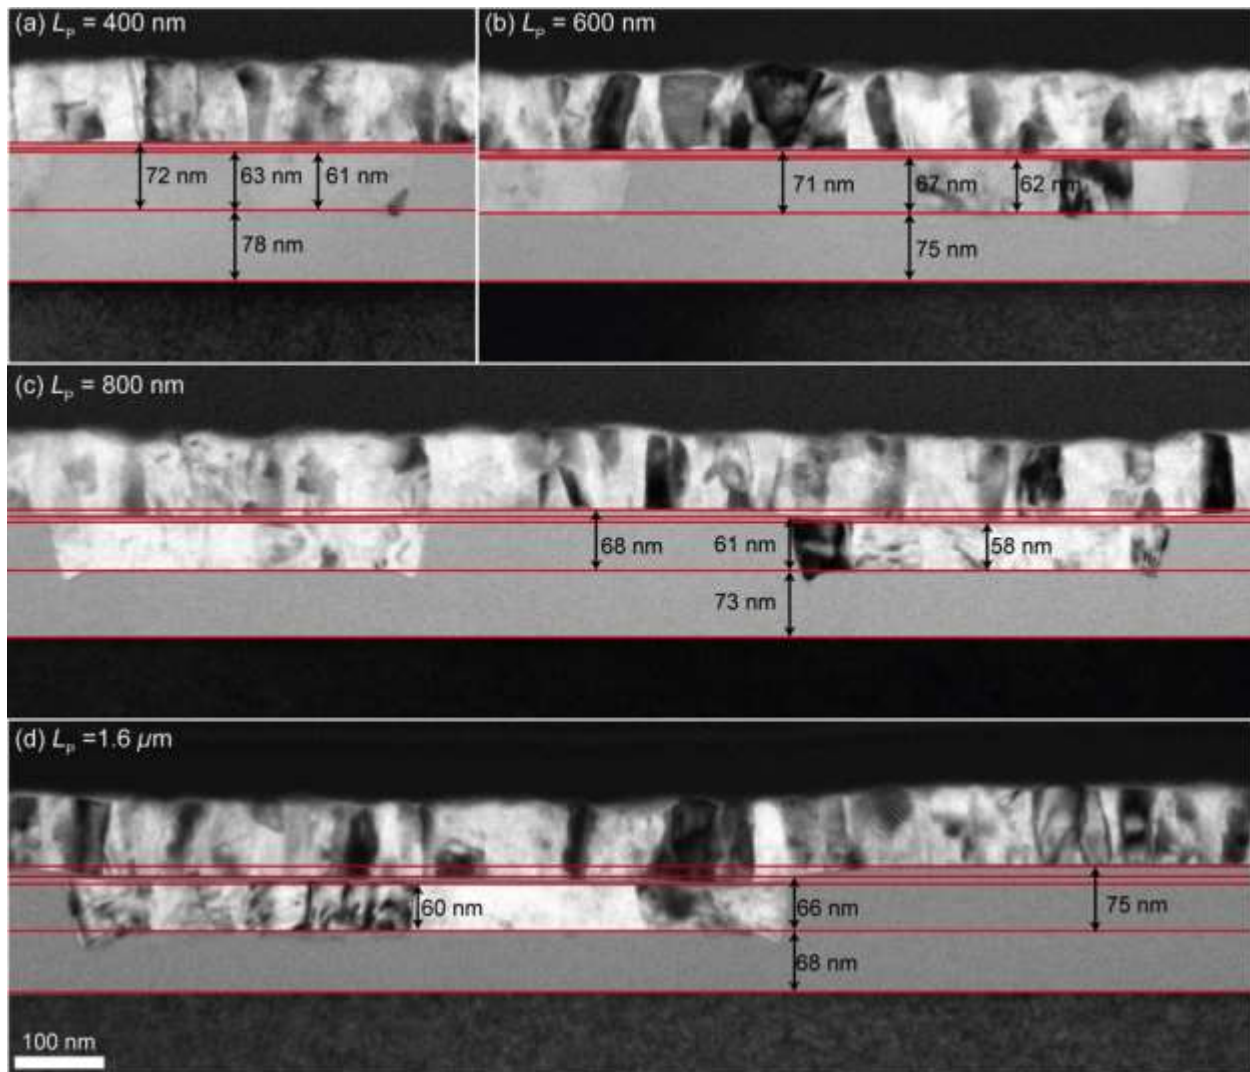 (a) Lₚ = 400 nm
72 nm
63 nm
61 nm
78 nm
(b) Lₚ = 600 nm
71 nm
67 nm
62 nm
75 nm
(c) Lₚ = 800 nm
68 nm
61 nm
58 nm
73 nm
(d) Lₚ =1.6 µm
60 nm
66 nm
75 nm
68 nm
100 nm